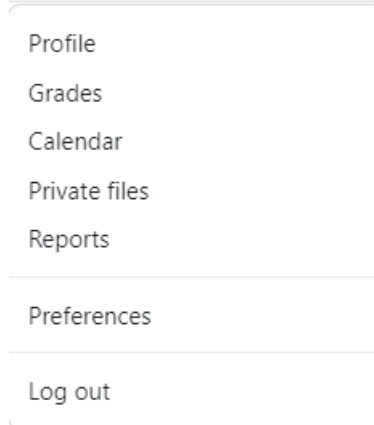 Profile
Grades
Calendar
Private files
Reports
Preferences
Log out